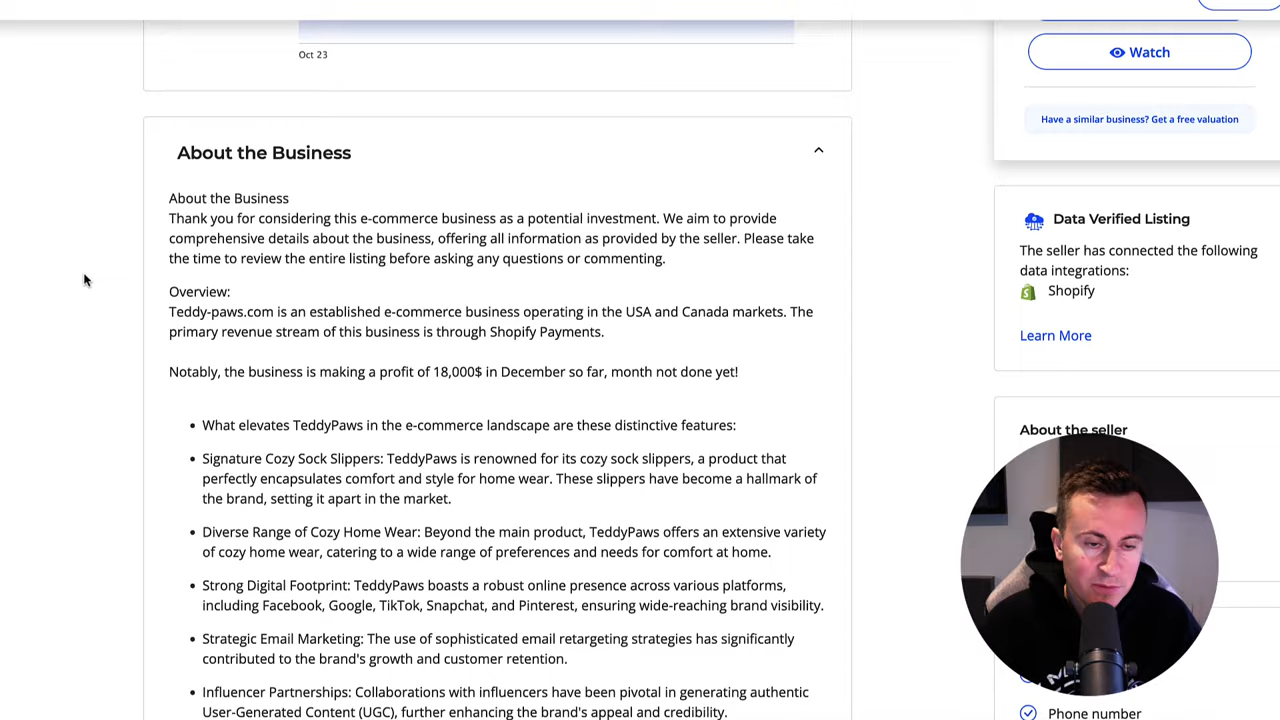 Oct 23
Watch
Have a similar business? Get a free valuation
About the Business
About the Business
Thank you for considering this e-commerce business as a potential investment. We aim to provide
comprehensive details about the business, offering all information as provided by the seller. Please take
the time to review the entire listing before asking any questions or commenting.
Overview:
Teddy-paws.com is an established e-commerce business operating in the USA and Canada markets. The
primary revenue stream of this business is through Shopify Payments.
Notably, the business is making a profit of 18,000$ in December so far, month not done yet!
• What elevates TeddyPaws in the e-commerce landscape are these distinctive features:
• Signature Cozy Sock Slippers: TeddyPaws is renowned for its cozy sock slippers, a product that
perfectly encapsulates comfort and style for home wear. These slippers have become a hallmark of
the brand, setting it apart in the market.
• Diverse Range of Cozy Home Wear: Beyond the main product, TeddyPaws offers an extensive variety
of cozy home wear, catering to a wide range of preferences and needs for comfort at home.
• Strong Digital Footprint: TeddyPaws boasts a robust online presence across various platforms,
including Facebook, Google, TikTok, Snapchat, and Pinterest, ensuring wide-reaching brand visibility.
• Strategic Email Marketing: The use of sophisticated email retargeting strategies has significantly
contributed to the brand's growth and customer retention.
• Influencer Partnerships: Collaborations with influencers have been pivotal in generating authentic
User-Generated Content (UGC), further enhancing the brand's appeal and credibility.
Data Verified Listing
The seller has connected the following
data integrations:
Shopify
Learn More
About the seller
Phone number